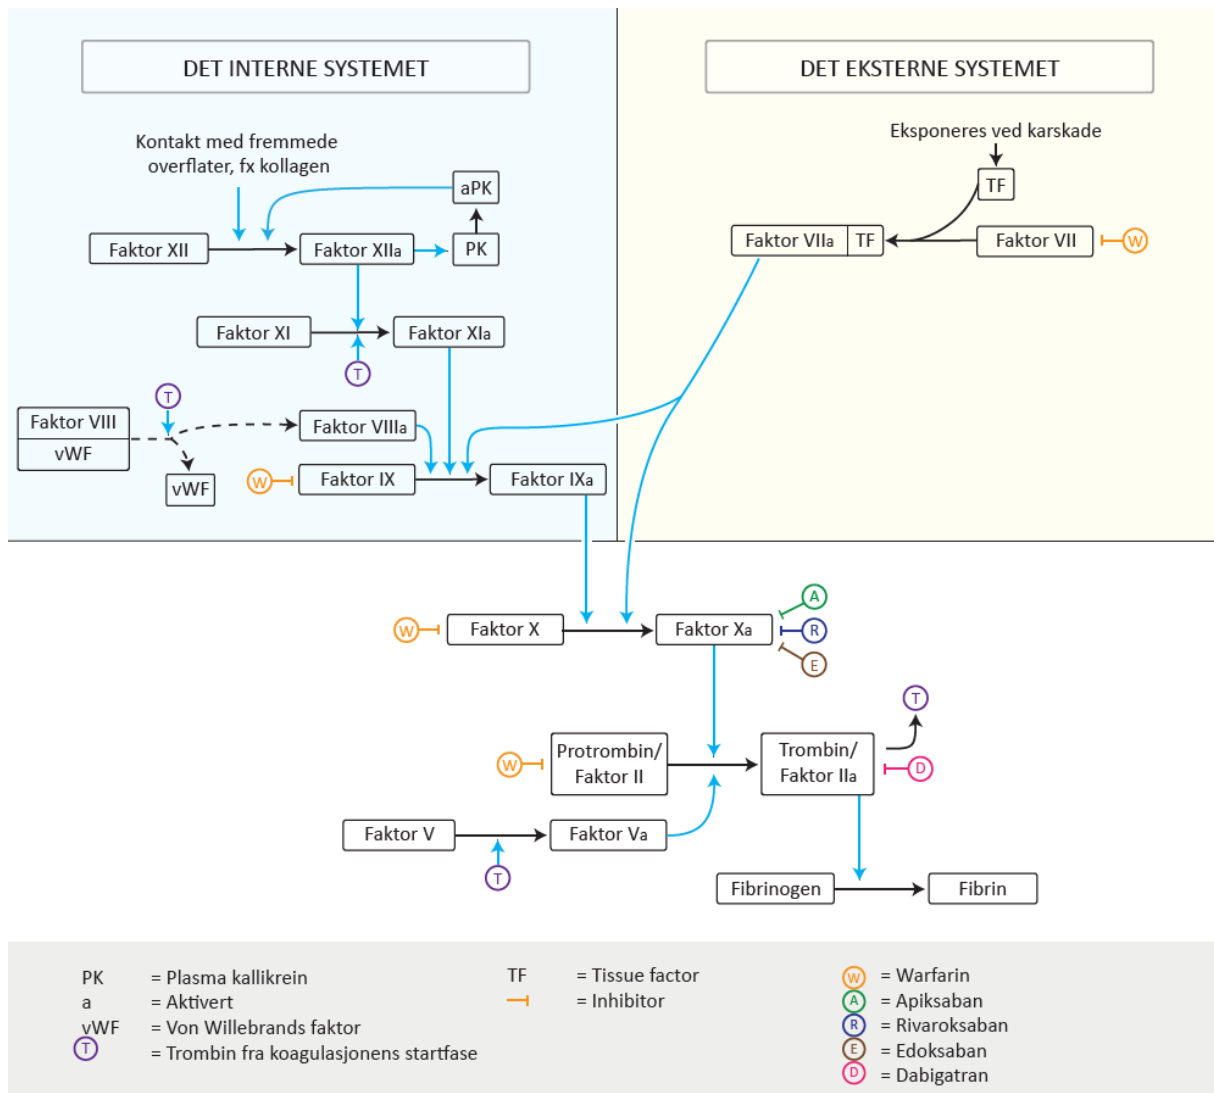 DET INTERNE SYSTEMET
DET EKSTERNE SYSTEMET
Kontakt med fremmede
overflater, fx kollagen
Eksponeres ved karskade
aPK
TF
Faktor XII
Faktor XIIa
PK
Faktor VIIa
TF
Faktor VII
W
Faktor XI
Faktor XIa
T
T
Faktor VIII
vWF
Faktor VIIIa
vWF
W
Faktor IX
Faktor IXa
A
W
Faktor X
Faktor Xa
R
E
T
W
Protrombin/
Faktor II
Trombin/
Faktor IIa
D
Faktor V
Faktor Va
T
Fibrinogen
Fibrin
PK = Plasma kallikrein
a = Aktivert
vWF = Von Willebrands faktor
T = Trombin fra koagulasjonens startfase
TF = Tissue factor
= Inhibitor
W = Warfarin
A = Apiksaban
R = Rivaroksaban
E = Edoksaban
D = Dabigatran